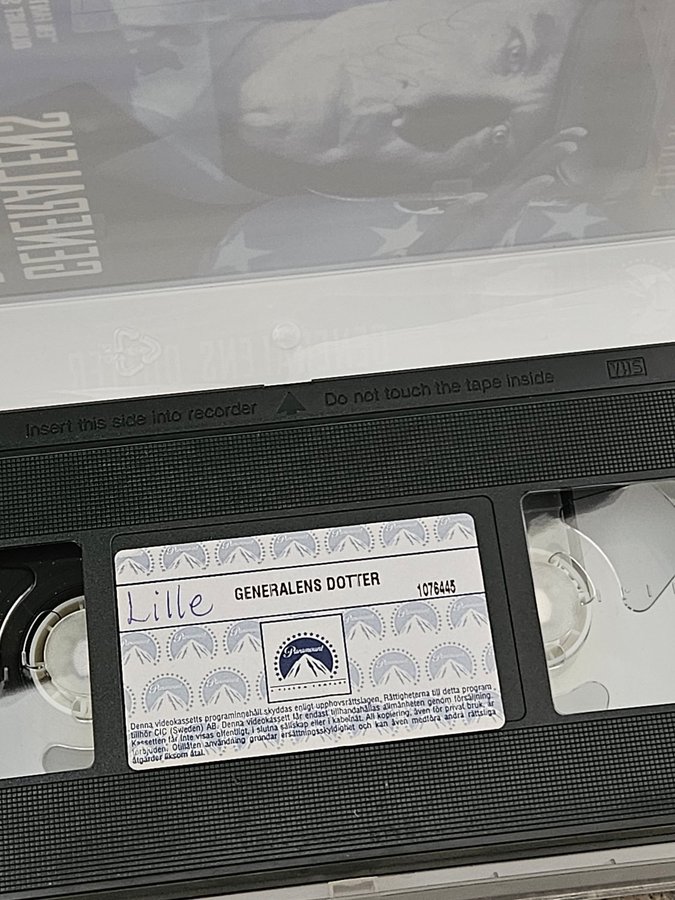 GENERALENS
Insert this side into recorder
Do not touch the tape inside
VHS
Lille
GENERALENS DOTTER
1076445
Paramount
Denna videokassetts programinnehåll skyddas enligt upphovsrättslagen. Rättigheterna till detta program
tillhör CIC (Sweden) AB. Denna videokassett får endast tillhandahållas allmänheten genom försäljning.
Kassetten får inte visas offentligt, i slutna sällskap eller i kabelnät. All kopiering, även för privat bruk, är
förbjuden. Otillåten användning grundar ersättningsskyldighet och kan även medföra andra rättsliga
åtgärder liksom åtal.